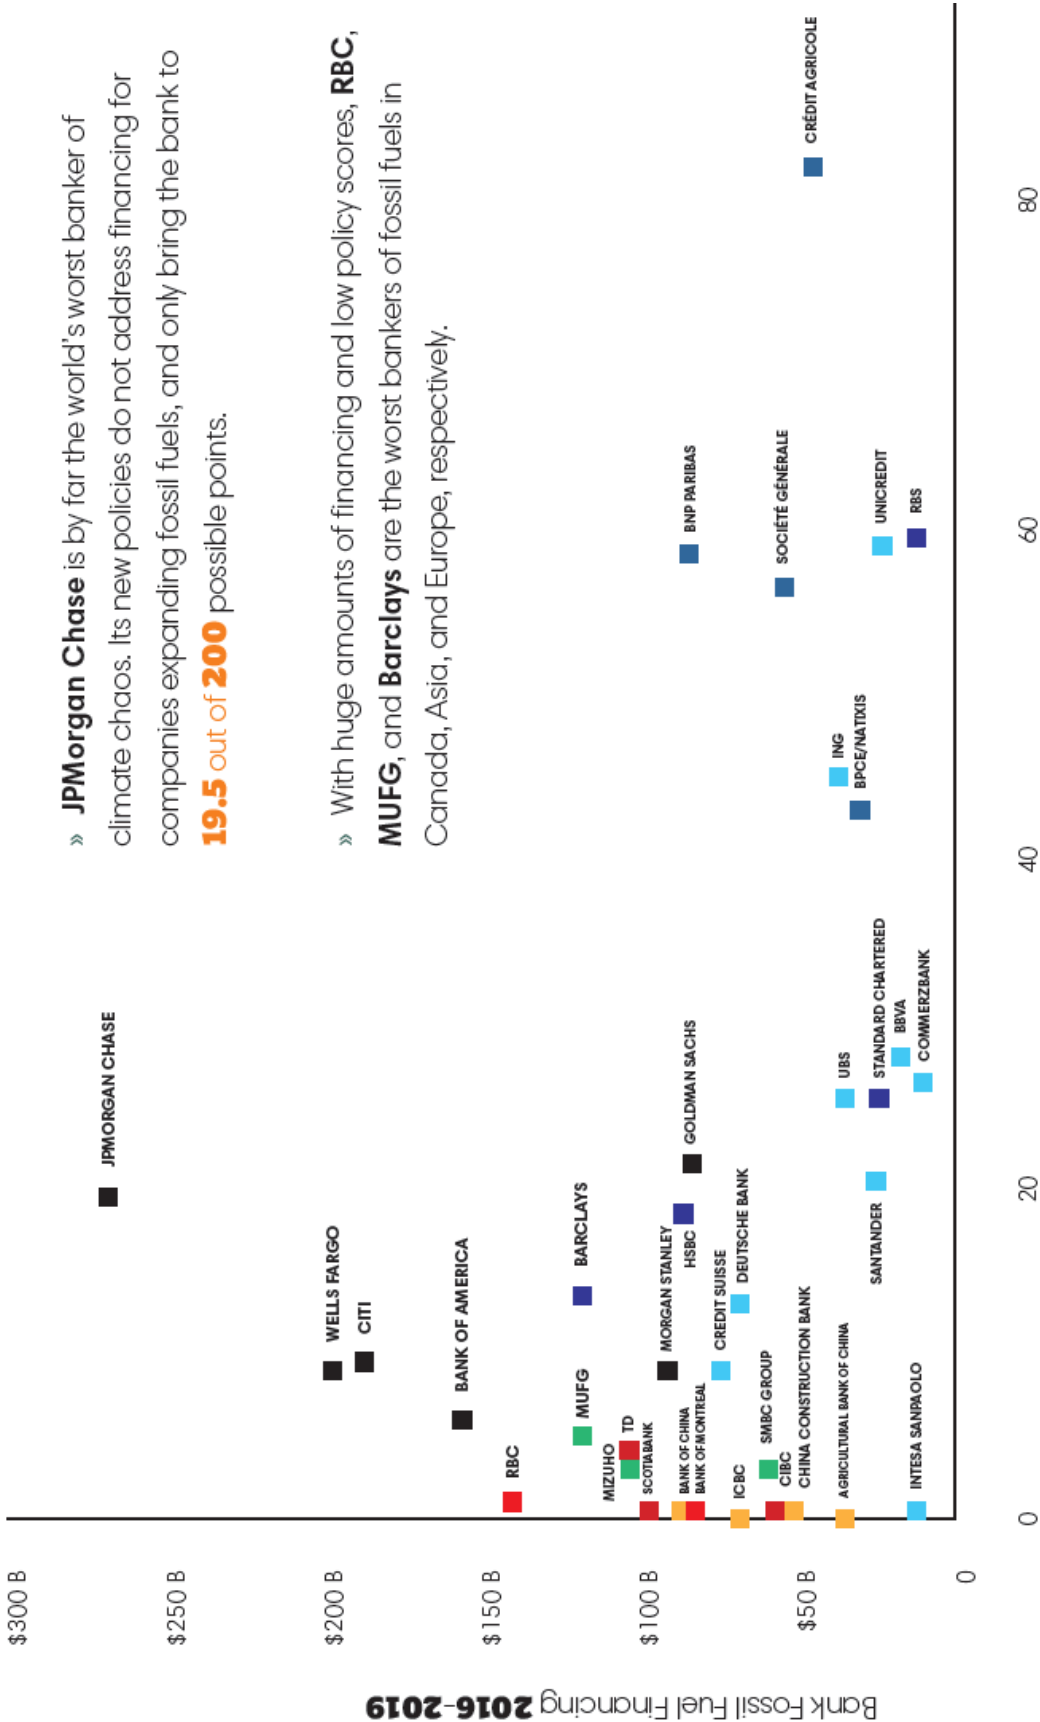 » JPMorgan Chase is by far the world's worst banker of
climate chaos. Its new policies do not address financing for
companies expanding fossil fuels, and only bring the bank to
19.5 out of 200 possible points.
» With huge amounts of financing and low policy scores, RBC,
MUFG, and Barclays are the worst bankers of fossil fuels in
Canada, Asia, and Europe, respectively.
Bank Fossil Fuel Financing 2016-2019
$300 B
$250 B
$200 B
$150 B
$100 B
$50 B
0
JPMORGAN CHASE
WELLS FARGO
CITI
BANK OF AMERICA
RBC
BARCLAYS
MUFG
TD
MIZUHO
SCOTIABANK
MORGAN STANLEY
BANK OF CHINA
BANK OF MONTREAL
HSBC
GOLDMAN SACHS
BNP PARIBAS
CREDIT SUISSE
DEUTSCHE BANK
ICBC
SMBC GROUP
CIBC
CHINA CONSTRUCTION BANK
SOCIÉTÉ GÉNÉRALE
CRÉDIT AGRICOLE
ING
BPCE/NATIXIS
UBS
AGRICULTURAL BANK OF CHINA
SANTANDER
STANDARD CHARTERED
UNICREDIT
BBVA
RBS
COMMERZBANK
INTESA SANPAOLO
0
20
40
60
80